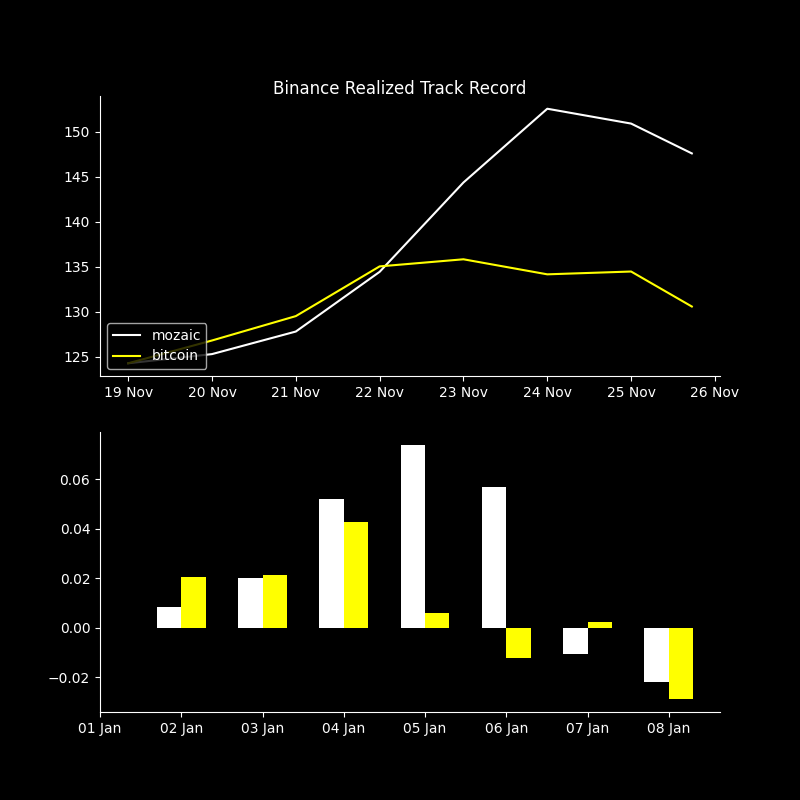 Binance Realized Track Record
150
145
140
135
130
125
mozaic
bitcoin
19 Nov 20 Nov 21 Nov 22 Nov 23 Nov 24 Nov 25 Nov 26 Nov
0.06
0.04
0.02
0.00
−0.02
01 Jan 02 Jan 03 Jan 04 Jan 05 Jan 06 Jan 07 Jan 08 Jan